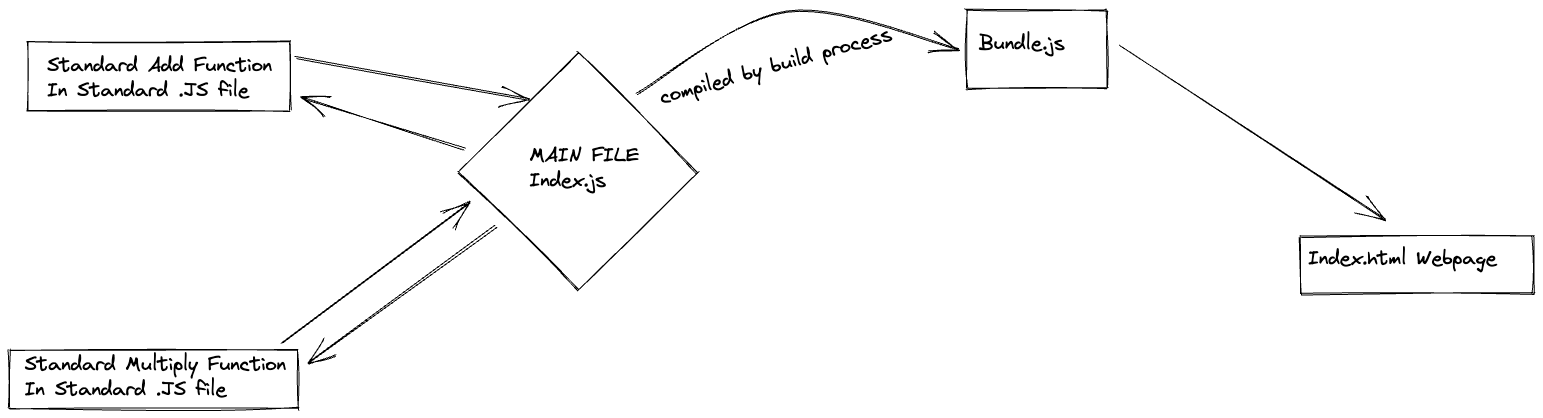 Standard Add Function
In Standard .JS file
MAIN FILE
Index.js
compiled by build process
Bundle.js
Index.html Webpage
Standard Multiply Function
In Standard .JS file